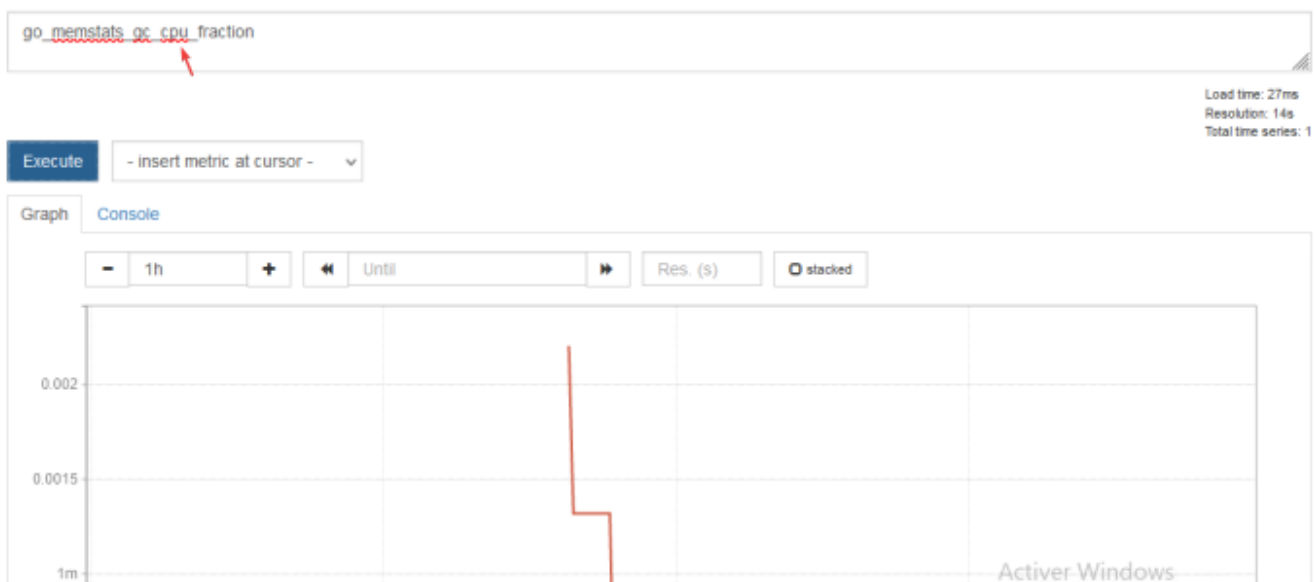 go_memstats_gc_cpu_fraction
Load time: 27ms
Resolution: 14s
Total time series: 1
Execute - insert metric at cursor -
Graph Console
1h Until Res. (s) stacked
0.002
0.0015
1m
Activer Windows